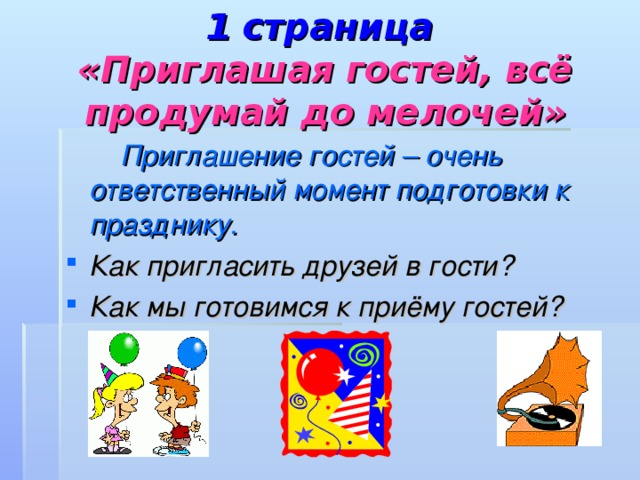 1 страница
«Приглашая гостей, всё
продумай до мелочей»
Приглашение гостей – очень
ответственный момент подготовки к
празднику.
Как пригласить друзей в гости?
Как мы готовимся к приёму гостей?